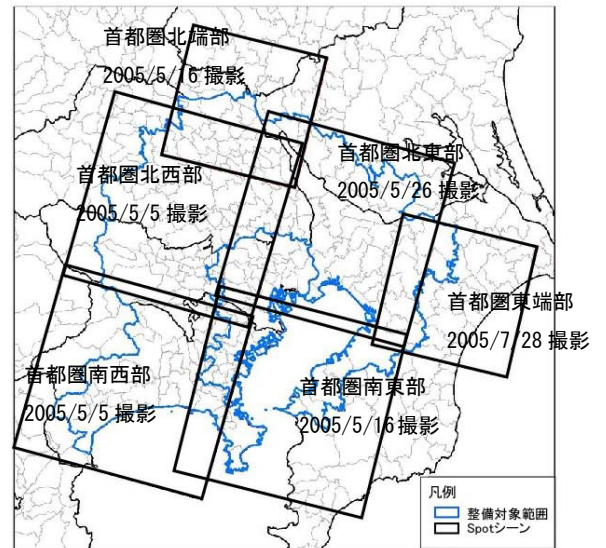 首都圏北端部
2005/5/16 撮影
首都圏北東部
2005/5/26 撮影
首都圏北西部
2005/5/5 撮影
首都圏東端部
2005/7/28 撮影
首都圏南西部
2005/5/5 撮影
首都圏南東部
2005/5/16 撮影
凡例
整備対象範囲
Spotシーン